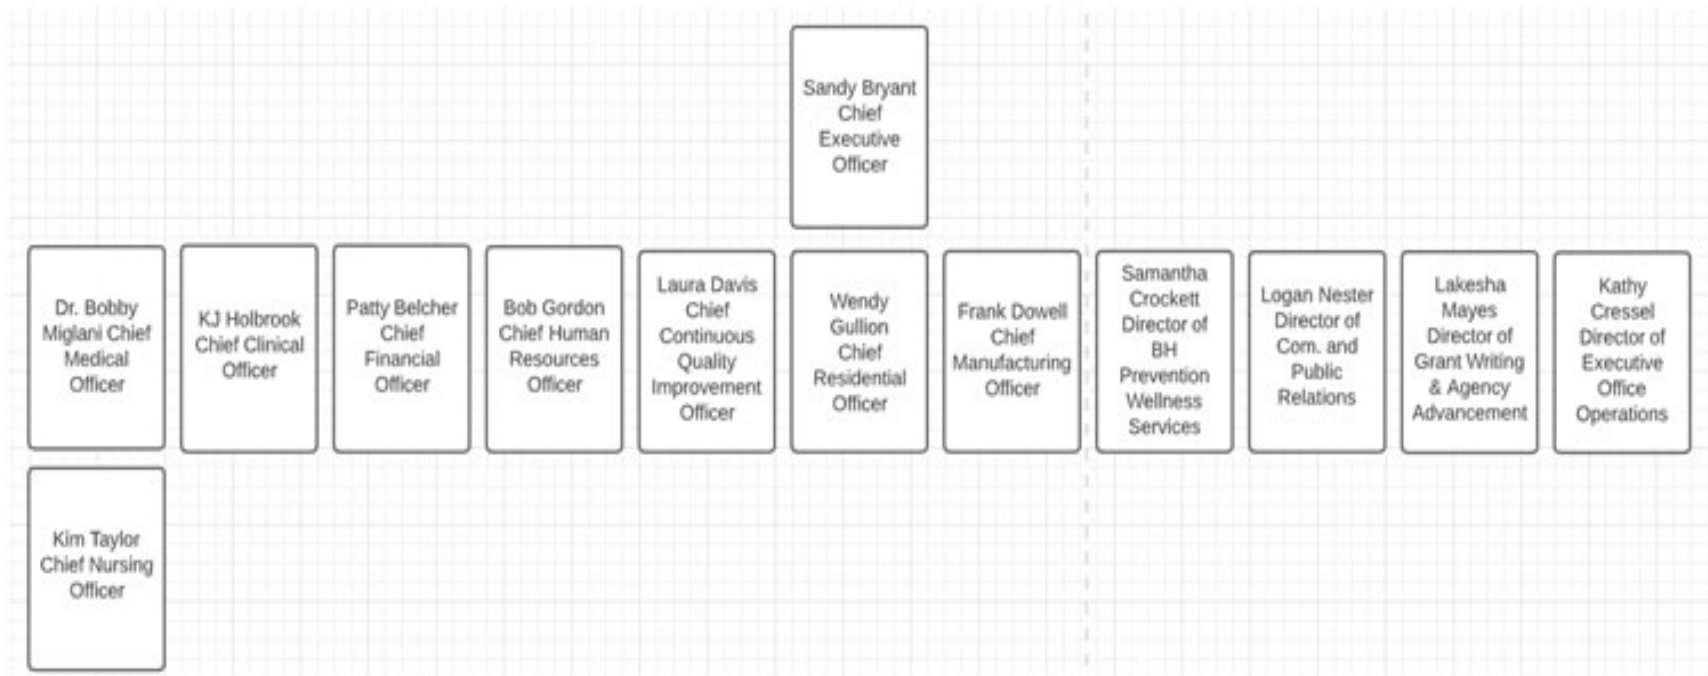 Sandy Bryant
Chief
Executive
Officer
Dr. Bobby
Miglani Chief
Medical
Officer
KJ Holbrook
Chief Clinical
Officer
Patty Belcher
Chief
Financial
Officer
Bob Gordon
Chief Human
Resources
Officer
Laura Davis
Chief
Continuous
Quality
Improvement
Officer
Wendy
Gullion
Chief
Residential
Officer
Frank Dowell
Chief
Manufacturing
Officer
Samantha
Crockett
Director of
BH
Prevention
Wellness
Services
Logan Nester
Director of
Com. and
Public
Relations
Lakesha
Mayes
Director of
Grant Writing
& Agency
Advancement
Kathy
Cressel
Director of
Executive
Office
Operations
Kim Taylor
Chief Nursing
Officer